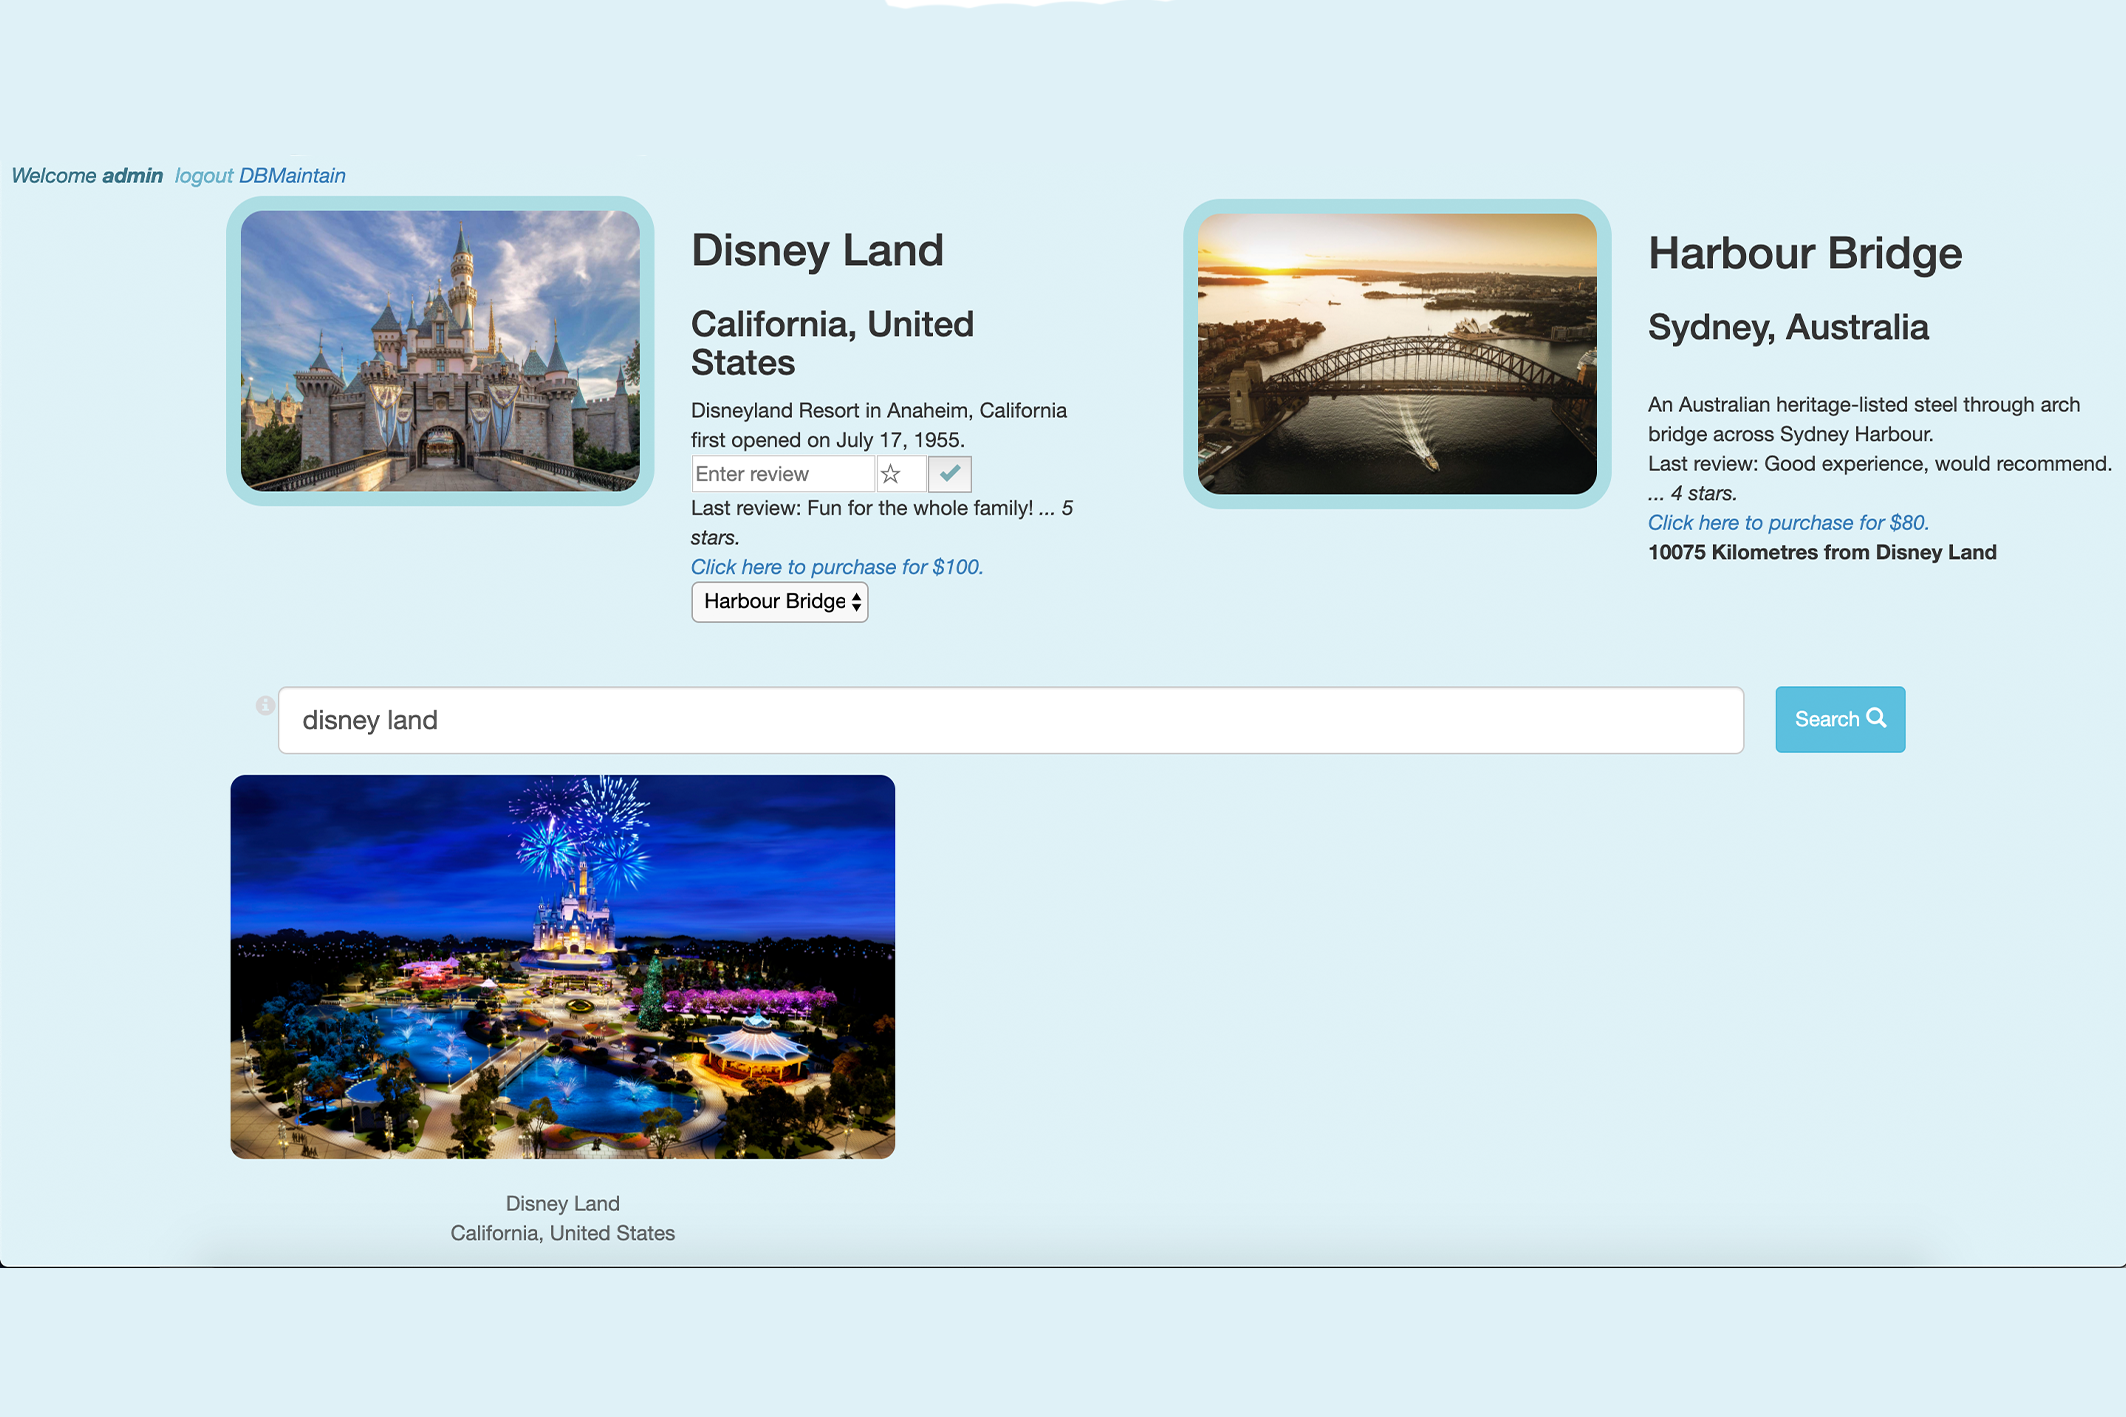 Welcome admin logout DBMaintain
Disney Land
California, United
States
Disneyland Resort in Anaheim, California
first opened on July 17, 1955.
Enter review
Last review: Fun for the whole family! ... 5
stars.
Click here to purchase for $100.
Harbour Bridge
Harbour Bridge
Sydney, Australia
An Australian heritage-listed steel through arch
bridge across Sydney Harbour.
Last review: Good experience, would recommend.
... 4 stars.
Click here to purchase for $80.
10075 Kilometres from Disney Land
disney land
Search
Disney Land
California, United States